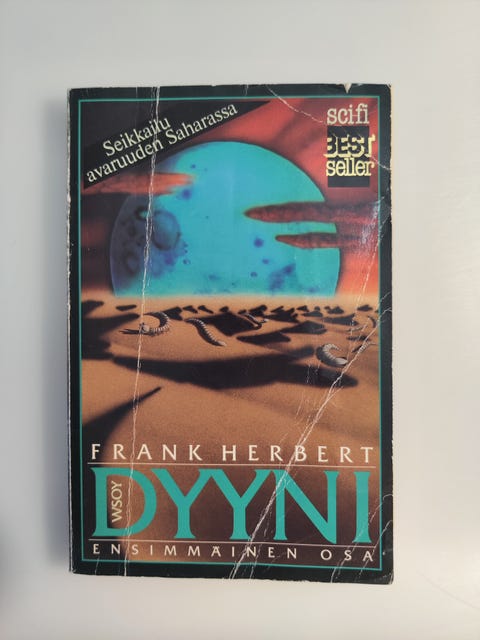 Seikkailu
avaruuden Saharassa
scifi
BEST
seller
FRANK HERBERT
WSOY
DYYNI
ENSIMMÄINEN OSA